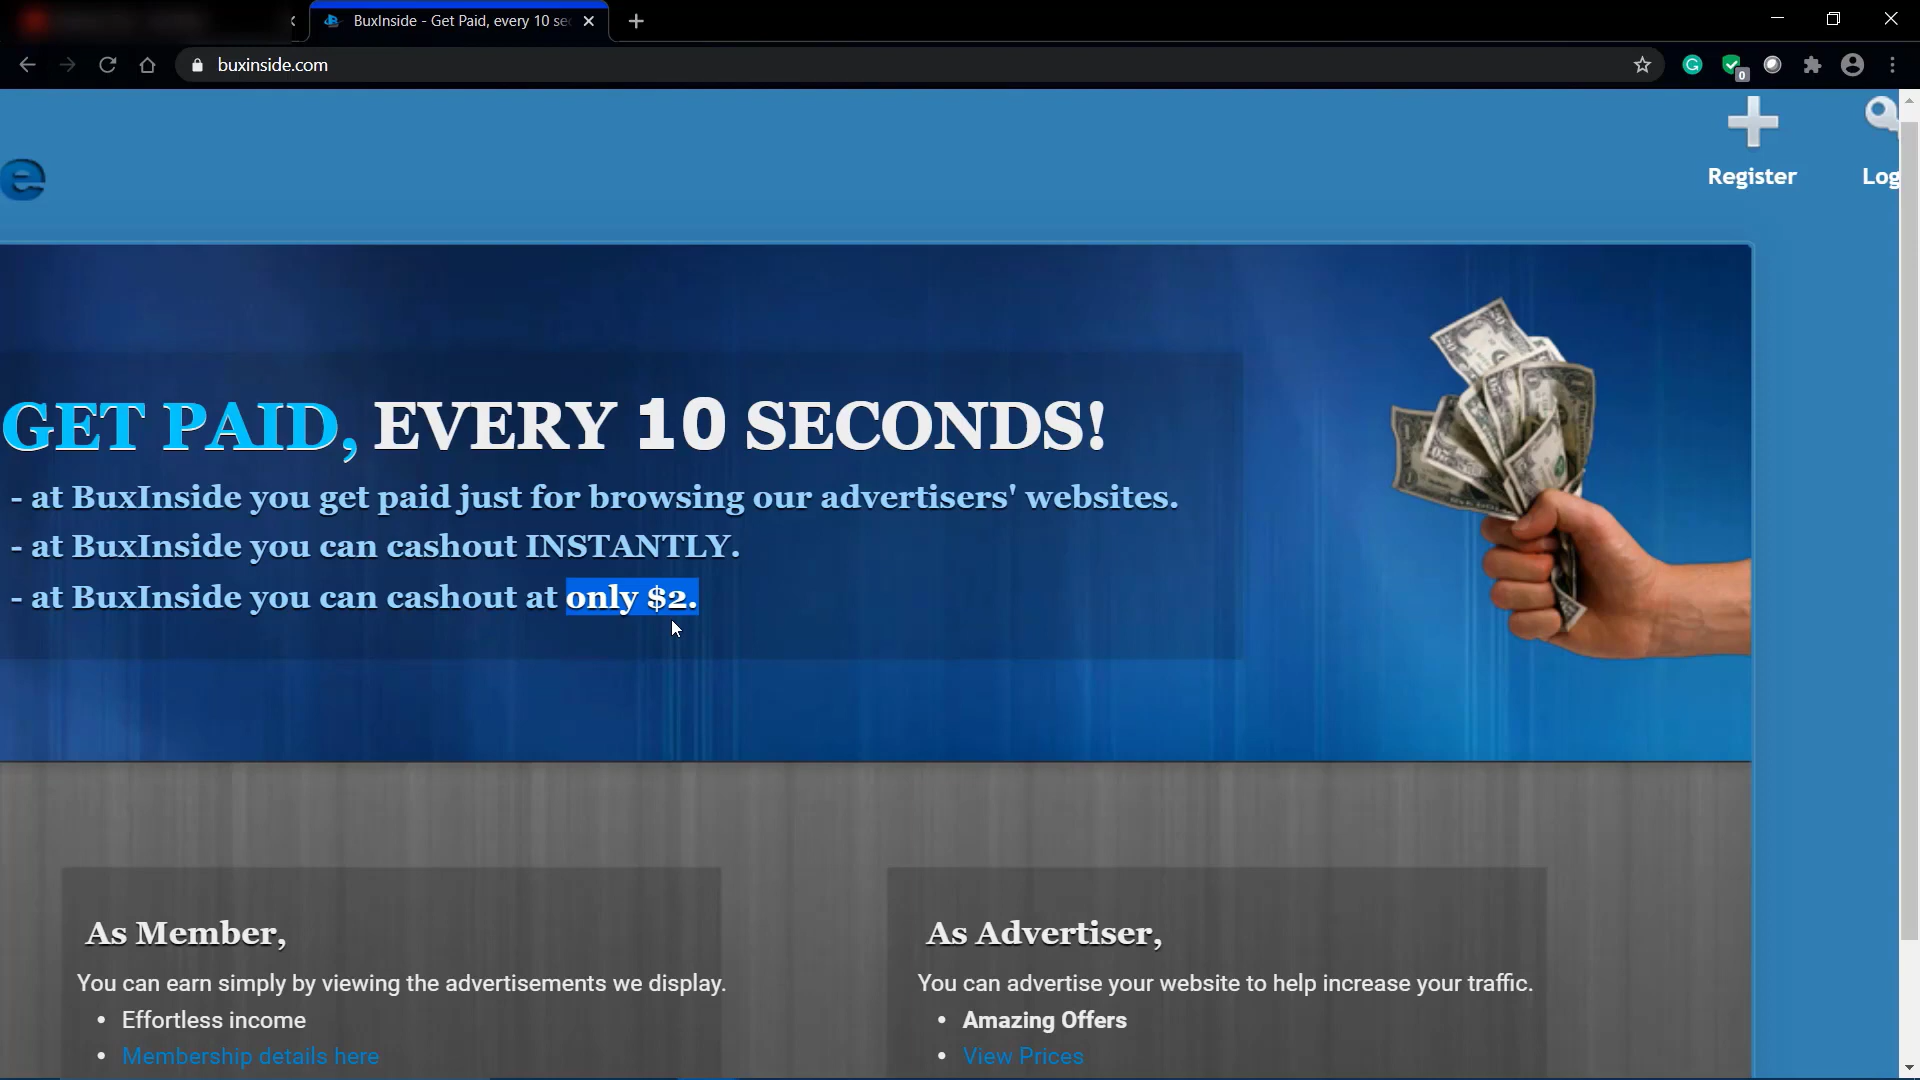 BuxInside - Get Paid, every 10 sec
buxinside.com
0
e
Register
Log
GET PAID, EVERY 10 SECONDS!
- at BuxInside you get paid just for browsing our advertisers' websites.
- at BuxInside you can cashout INSTANTLY.
- at BuxInside you can cashout at only $2.
As Member,
You can earn simply by viewing the advertisements we display.
• Effortless income
• Membership details here
As Advertiser,
You can advertise your website to help increase your traffic.
• Amazing Offers
• View Prices